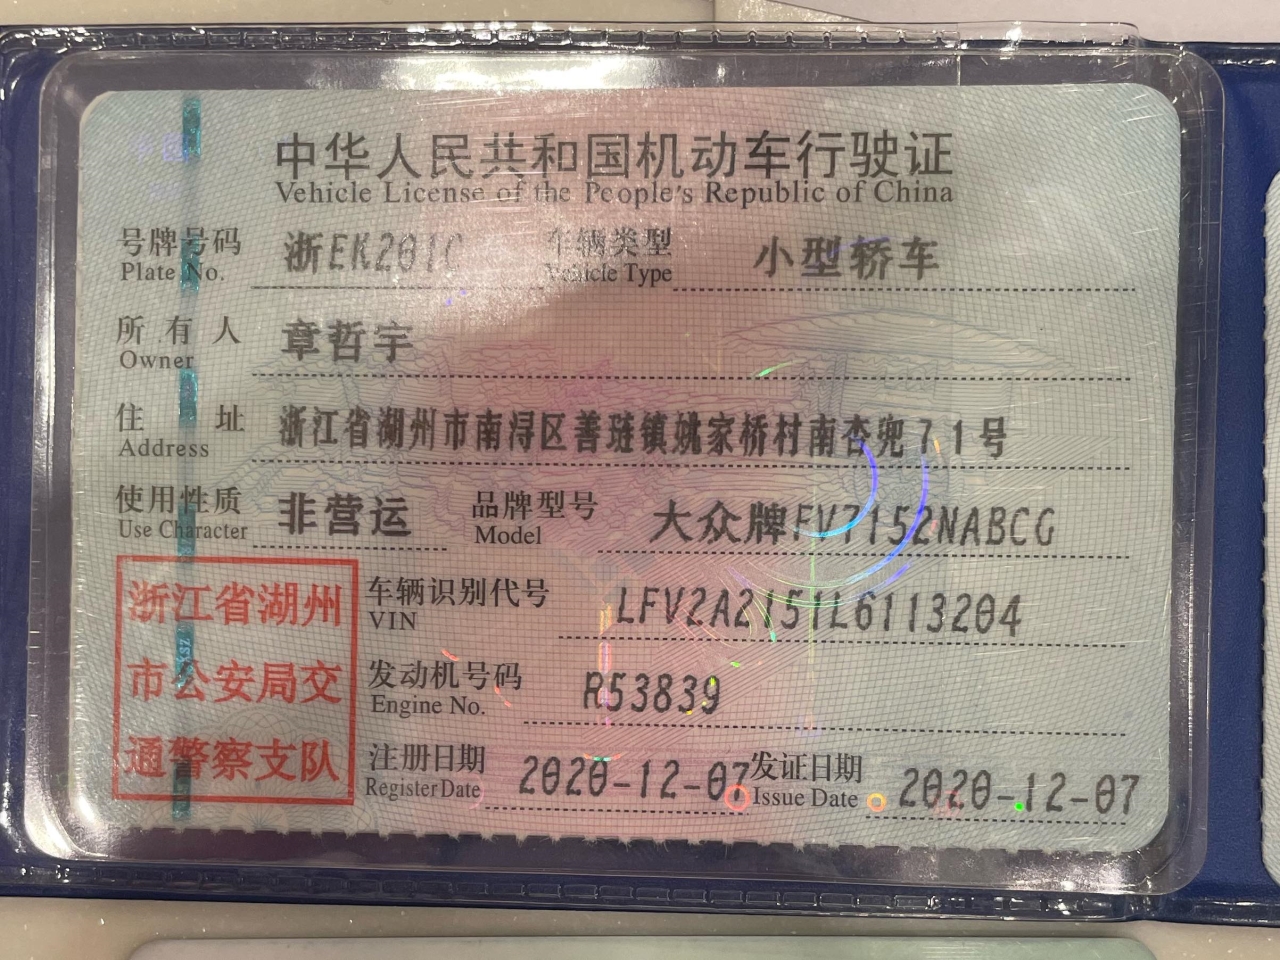 中华人民共和国机动车行驶证
Vehicle License of the People's Republic of China
号牌号码 浙EK201C 车辆类型 小型轿车
Plate No. Vehicle Type
所有人 章哲宇
Owner
住址 浙江省湖州市南浔区善琏镇姚家桥村南杏兜71号
Address
使用性质 非营运 品牌型号 大众牌FV7152NABCG
Use Character Model
浙江省湖州
市公安局交
通警察支队
车辆识别代号 LFV2A2151L6113204
VIN
发动机号码 R53839
Engine No.
注册日期 2020-12-07 发证日期 2020-12-07
Register Date Issue Date